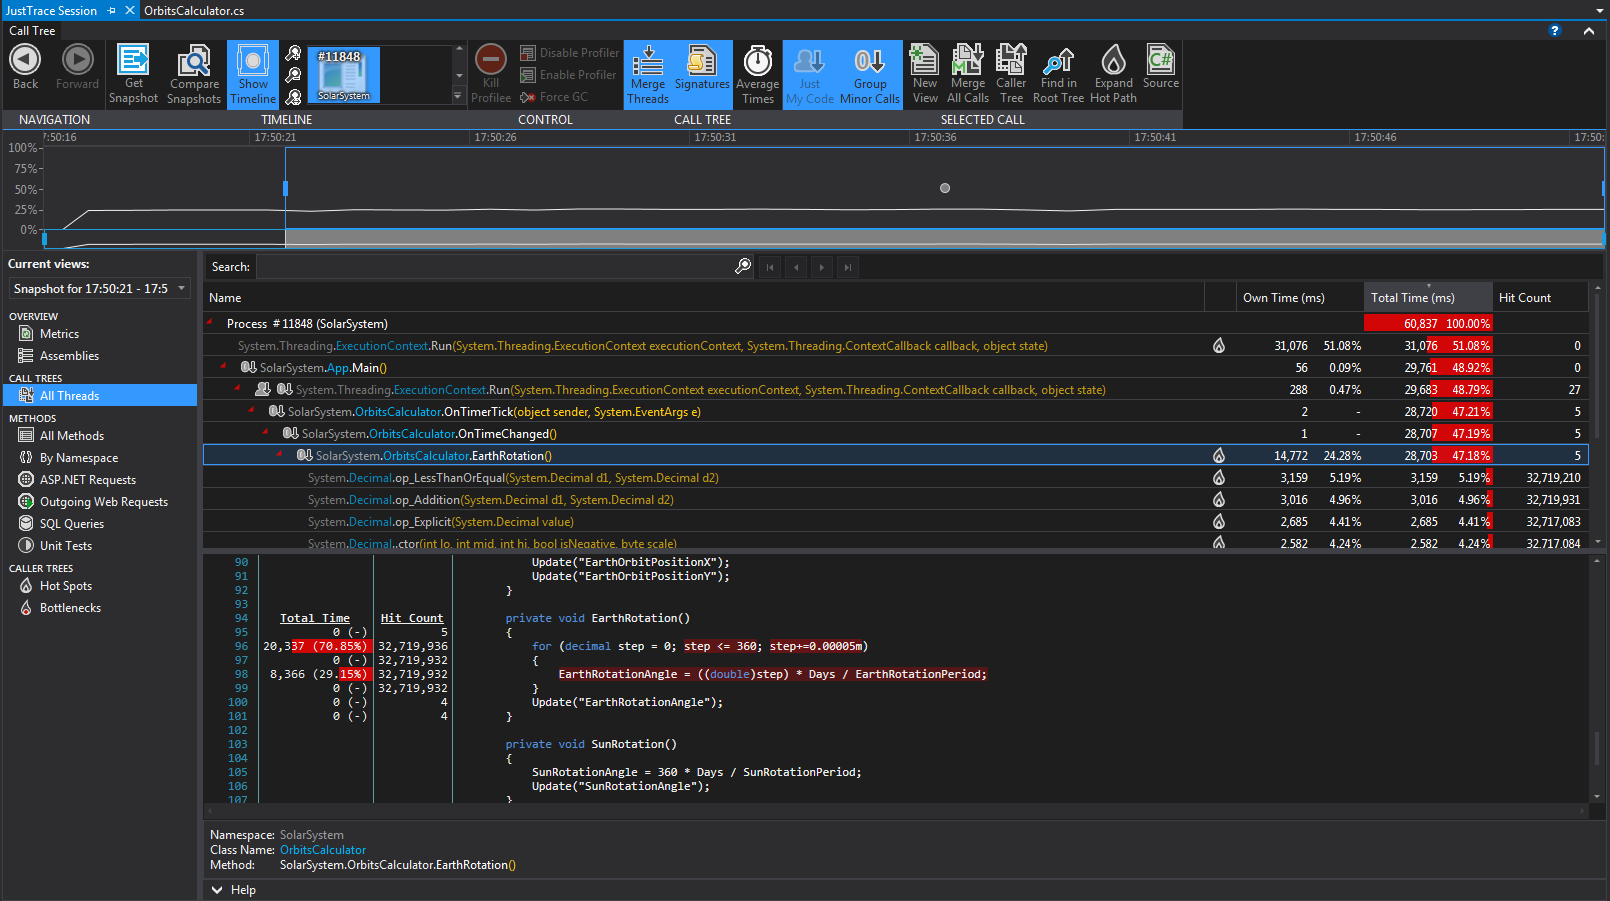 JustTrace Session
OrbitsCalculator.cs
Call Tree
Back
Forward
Get Snapshot
Compare Snapshots
Show Timeline
#11848
SolarSystem
Kill Profilee
Disable Profiler
Enable Profiler
Force GC
Merge Threads
Signatures
Average Times
Just My Code
Group Minor Calls
New View
Merge All Calls
Caller Tree
Find in Root Tree
Expand Hot Path
C#
Source
NAVIGATION TIMELINE CONTROL CALL TREE SELECTED CALL
17:50:21 17:50:26 17:50:31 17:50:36 17:50:41 17:50:46
100%
75%
50%
25%
0%
Current views:
Snapshot for 17:50:21 - 17:5
OVERVIEW
Metrics
Assemblies
CALL TREES
All Threads
METHODS
All Methods
By Namespace
ASP.NET Requests
Outgoing Web Requests
SQL Queries
Unit Tests
CALLER TREES
Hot Spots
Bottlenecks
Search:
Name Own Time (ms) Total Time (ms) Hit Count
Process #11848 (SolarSystem) 60,837 100.00%
System.Threading.ExecutionContext.Run(System.Threading.ExecutionContext executionContext, System.Threading.ContextCallback callback, object state) 31,076 51.08% 31,076 51.08% 0
SolarSystem.App.Main() 56 0.09% 29,761 48.92% 0
System.Threading.ExecutionContext.Run(System.Threading.ExecutionContext executionContext, System.Threading.ContextCallback callback, object state) 288 0.47% 29,683 48.79% 27
SolarSystem.OrbitsCalculator.OnTimerTick(object sender, System.EventArgs e) 2 - 28,720 47.21% 5
SolarSystem.OrbitsCalculator.OnTimeChanged() 1 - 28,707 47.19% 5
SolarSystem.OrbitsCalculator.EarthRotation() 14,772 24.28% 28,703 47.18% 5
System.Decimal.op_LessThanOrEqual(System.Decimal d1, System.Decimal d2) 3,159 5.19% 3,159 5.19% 32,719,210
System.Decimal.op_Addition(System.Decimal d1, System.Decimal d2) 3,016 4.96% 3,016 4.96% 32,719,931
System.Decimal.op_Explicit(System.Decimal value) 2,685 4.41% 2,685 4.41% 32,717,083
System.Decimal..ctor(int lo, int mid, int hi, bool isNegative, byte scale) 2,582 4.24% 2,582 4.24% 32,717,084
90 Update("EarthOrbitPositionX");
91 Update("EarthOrbitPositionY");
92 }
93
94 Total Time Hit Count private void EarthRotation()
95 0 (-) 5 {
96 20,337 (70.85%) 32,719,936 for (decimal step = 0; step <= 360; step+=0.00005m)
97 0 (-) 32,719,932 {
98 8,366 (29.15%) 32,719,932 EarthRotationAngle = ((double)step) * Days / EarthRotationPeriod;
99 0 (-) 32,719,932 }
100 0 (-) 4 Update("EarthRotationAngle");
101 0 (-) 4 }
102
103 private void SunRotation()
104 {
105 SunRotationAngle = 360 * Days / SunRotationPeriod;
106 Update("SunRotationAngle");
107 }
Namespace: SolarSystem
Class Name: OrbitsCalculator
Method: SolarSystem.OrbitsCalculator.EarthRotation()
Help